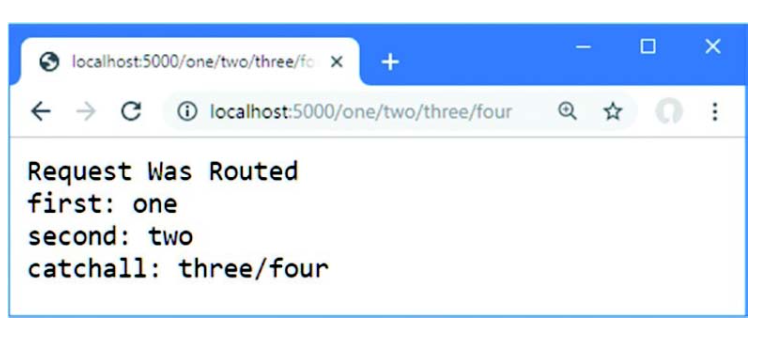 localhost:5000/one/two/three/fo
localhost:5000/one/two/three/four
Request Was Routed
first: one
second: two
catchall: three/four